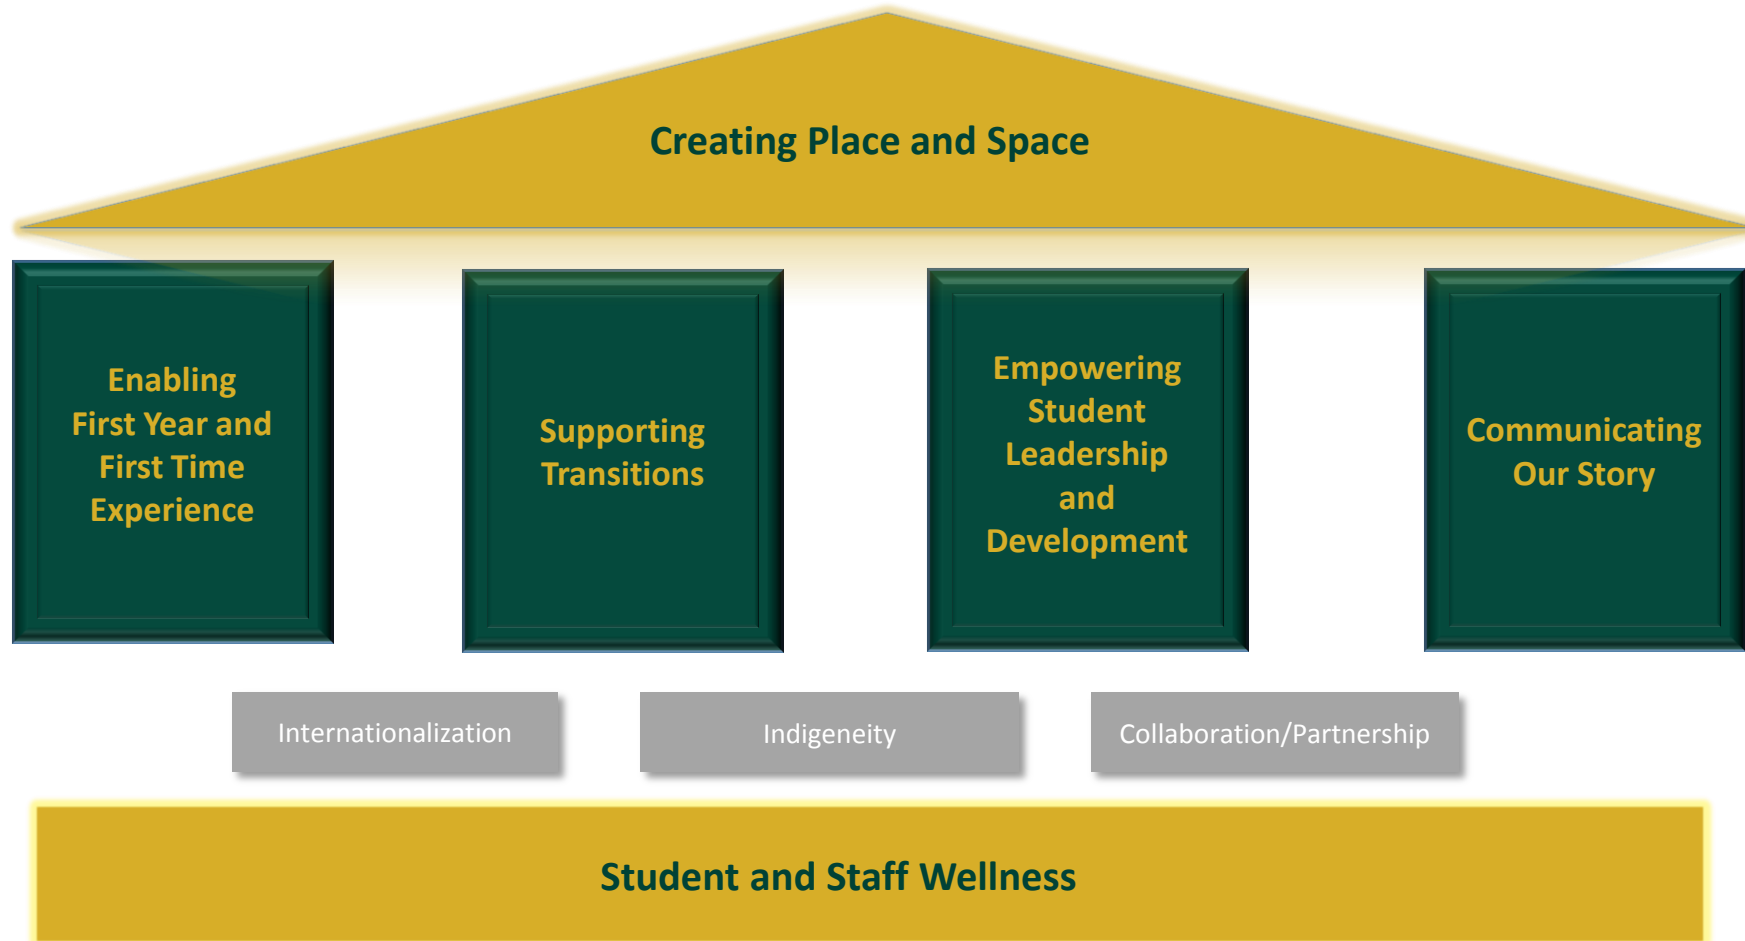 Creating Place and Space
Enabling
First Year and
First Time
Experience
Supporting
Transitions
Empowering
Student
Leadership
and
Development
Communicating
Our Story
Internationalization
Indigeneity
Collaboration/Partnership
Student and Staff Wellness